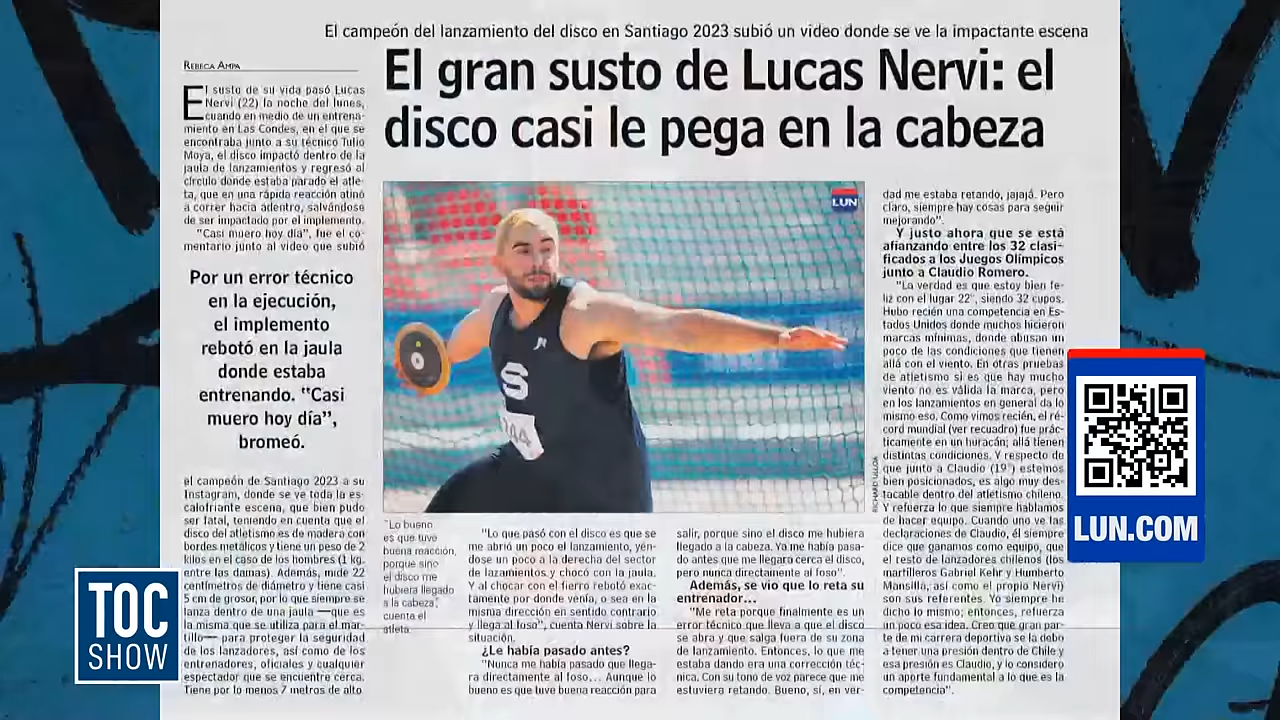 El campeón del lanzamiento del disco en Santiago 2023 subió un video donde se ve la impactante escena
El gran susto de Lucas Nervi: el
disco casi le pega en la cabeza
REBECA AMPA
El susto de su vida pasó Lucas
Nervi (22) la noche del lunes,
cuando en medio de un entrena-
miento en Las Condes, en el que se
encontraba junto a su técnico Tulio
Moya, el disco impactó dentro de la
jaula de lanzamientos y regresó al
círculo donde estaba parado el atle-
ta, que en una rápida reacción atinó
a correr hacia adentro, salvándose
de ser impactado por el implemento.
"Casi muero hoy día", fue el co-
mentario junto al video que subió
Por un error técnico
en la ejecución,
el implemento
rebotó en la jaula
donde estaba
entrenando. "Casi
muero hoy día",
bromeó.
el campeón de Santiago 2023 a su
Instagram, donde se ve toda la es-
calofriante escena, que bien pudo
ser fatal, teniendo en cuenta que el
disco del atletismo es de madera con
bordes metálicos y tiene un peso de 2
kilos en el caso de los hombres (1 kg.
entre las damas). Además, mide 22
centímetros de diámetro y tiene casi
5 cm de grosor, por lo que siempre se
lanza dentro de una jaula —que es
la misma que se utiliza para el mar-
tillo— para proteger la seguridad
de los lanzadores, así como de los
entrenadores, oficiales y cualquier
espectador que se encuentre cerca.
Tiene por lo menos 7 metros de alto
LUN
S
244
RICHARD ULLOA
"Lo bueno
es que tuve
buena reacción,
porque sino
el disco me
hubiera llegado
a la cabeza",
cuenta el
atleta.
"Lo que pasó con el disco es que se
me abrió un poco el lanzamiento, yén-
dose un poco a la derecha del sector
de lazamientos y chocó con la jaula.
Y al chocar con el fierro rebotó exac-
tamente por donde venía, o sea en la
misma dirección en sentido contrario
y llega al foso", cuenta Nervi sobre la
situación.
¿Le había pasado antes?
"Nunca me había pasado que llega-
ra directamente al foso... Aunque lo
bueno es que tuve buena reacción para
salir, porque sino el disco me hubiera
llegado a la cabeza. Ya me había pasa-
do antes que me llegara cerca el disco,
pero nunca directamente al foso".
Además, se vio que lo reta su
entrenador...
"Me reta porque finalmente es un
error técnico que lleva a que el disco
se abra y que salga fuera de su zona
de lanzamiento. Entonces, lo que me
estaba dando era una corrección téc-
nica. Con su tono de voz parece que me
estuviera retando. Bueno, sí, en ver-
dad me estaba retando, jajajá. Pero
claro, siempre hay cosas para seguir
mejorando".
Y justo ahora que se está
afianzando entre los 32 clasi-
ficados a los Juegos Olímpicos
junto a Claudio Romero.
"La verdad es que estoy bien fe-
liz con el lugar 22°, siendo 32 cupos.
Hubo recién una competencia en Es-
tados Unidos donde muchos hicieron
marcas mínimas, donde abusan un
poco de las condiciones que tienen
allá con el viento. En otras pruebas
de atletismo si es que hay mucho
viento no es válida la marca, pero
en los lanzamientos en general da lo
mismo eso. Como vimos recién, el ré-
cord mundial (ver recuadro) fue prác-
ticamente en un huracán; allá tienen
distintas condiciones. Y respecto de
que junto a Claudio (19°) estemos
bien posicionados, es algo muy des-
tacable dentro del atletismo chileno.
Y refuerza lo que siempre hablamos
de hacer equipo. Cuando uno ve las
declaraciones de Claudio, él siempre
dice que ganamos como equipo, que
el resto de lanzadores chilenos (los
martilleros Gabriel Kehr y Humberto
Mansilla, así como el propio Nervi)
son sus referentes. Yo siempre he
dicho lo mismo; entonces, refuerza
un poco esa idea. Creo que gran par-
te de mi carrera deportiva se la debo
a tener una presión dentro de Chile y
esa presión es Claudio, y lo considero
un aporte fundamental a lo que es la
competencia".
LUN.COM
TOC
SHOW